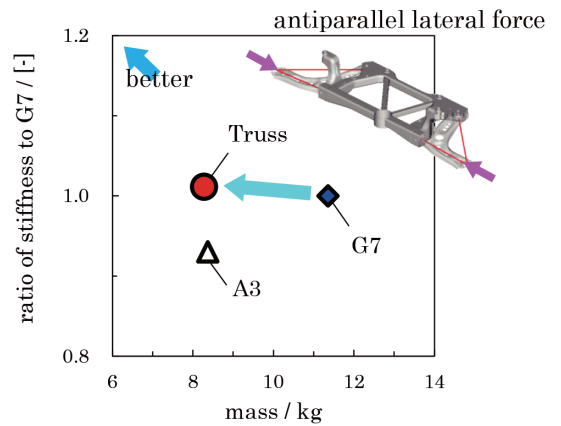 antiparallel lateral force
1.2
better
Truss
1.0
G7
A3
0.8
6
8
10
12
14
mass / kg
ratio of stiffness to G7 / [-]